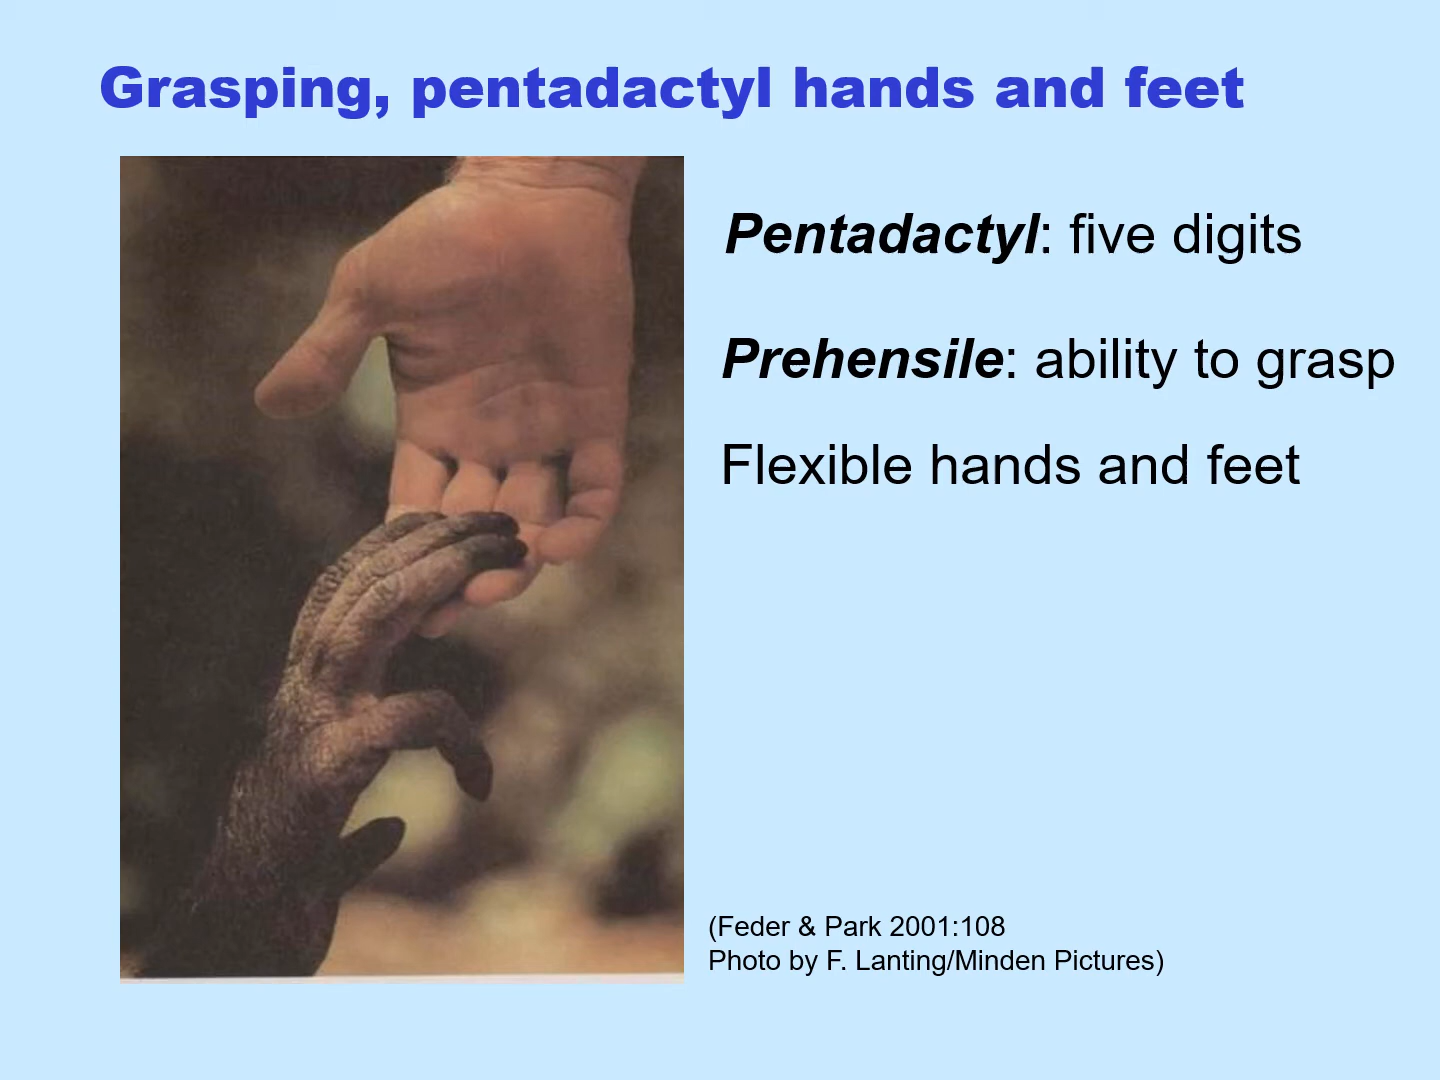 Grasping, pentadactyl hands and feet
Pentadactyl: five digits
Prehensile: ability to grasp
Flexible hands and feet
(Feder & Park 2001:108
Photo by F. Lanting/Minden Pictures)